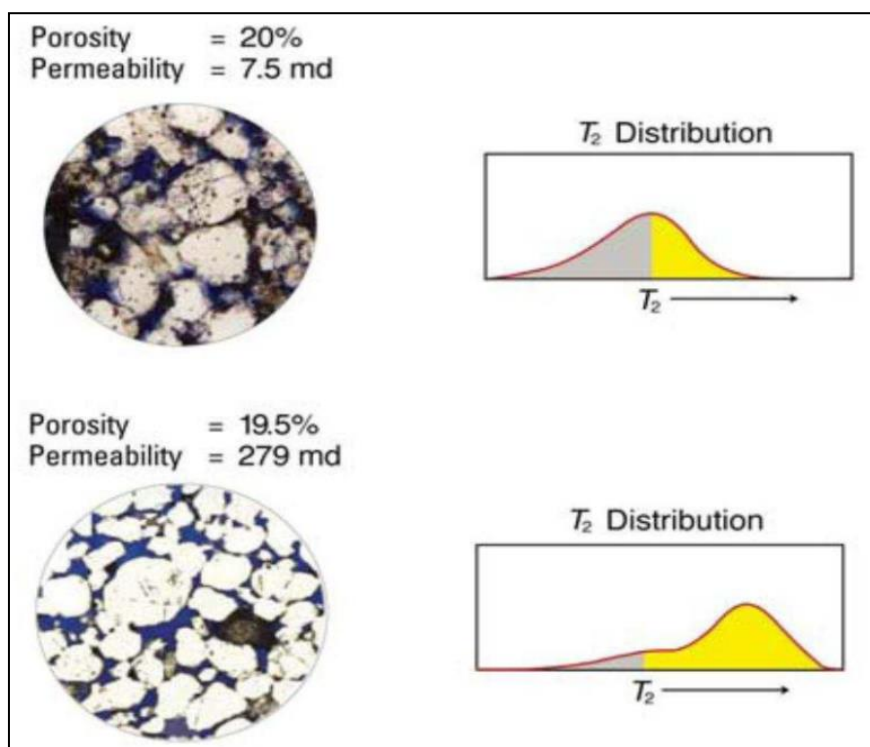 Porosity = 20%
Permeability = 7.5 md
T₂ Distribution
T₂
Porosity = 19.5%
Permeability = 279 md
T₂ Distribution
T₂